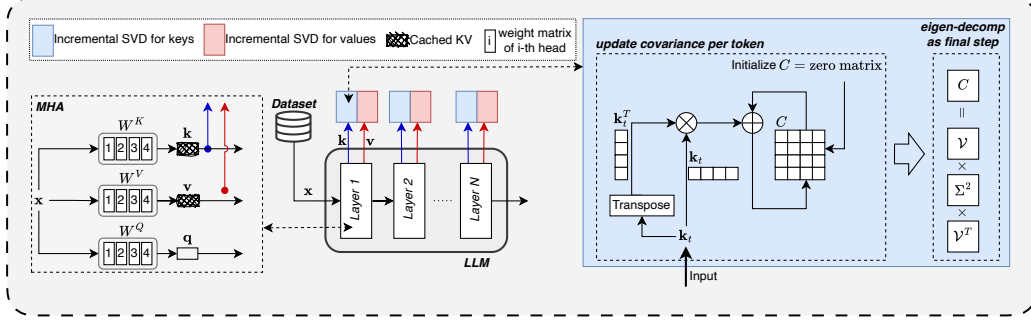 Incremental SVD for keys
Incremental SVD for values
Cached KV
i
weight matrix
of i-th head
MHA
W^K
k
1 2 3 4
W^V
v
1 2 3 4
x
W^Q
q
1 2 3 4
Dataset
x
k
v
Layer 1
Layer 2
.....
Layer N
LLM
update covariance per token
Initialize C = zero matrix
k_t^T
C
k_t
Transpose
k_t
Input
eigen-decomp
as final step
C
=
𝒱
×
Σ^2
×
𝒱^T